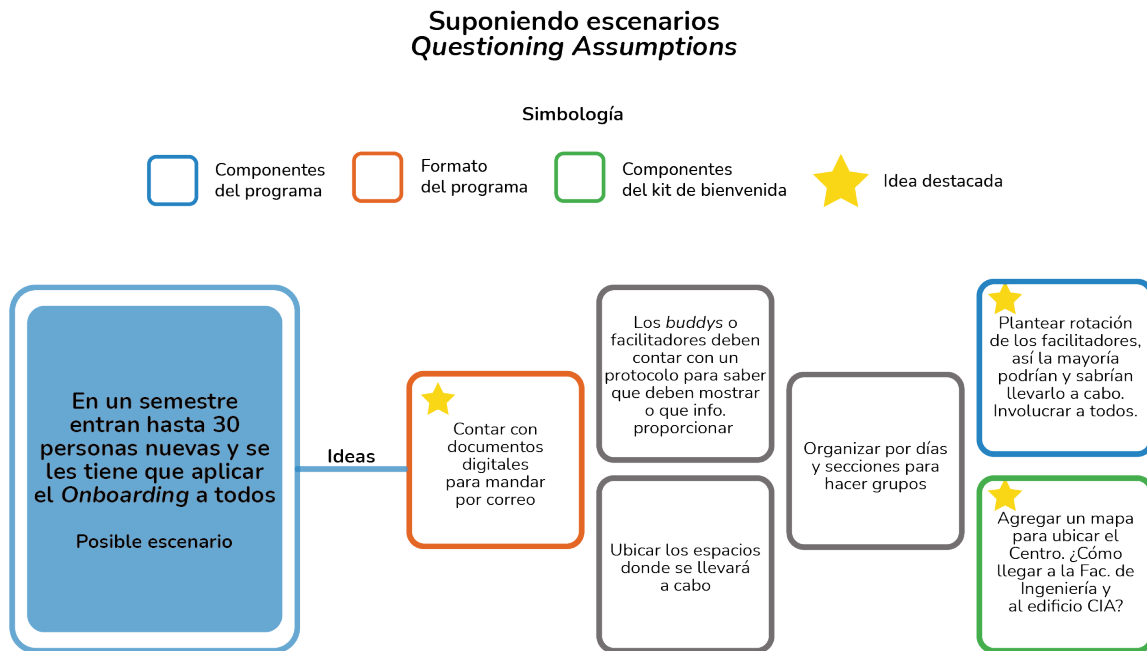 Suponiendo escenarios
Questioning Assumptions
Simbología
Componentes
del programa
Formato
del programa
Componentes
del kit de bienvenida
Idea destacada
En un semestre
entran hasta 30
personas nuevas y se
les tiene que aplicar
el Onboarding a todos
Posible escenario
Ideas
Contar con
documentos
digitales
para mandar
por correo
Los buddys o
facilitadores deben
contar con un
protocolo para saber
que deben mostrar
o que info.
proporcionar
Ubicar los espacios
donde se llevará
a cabo
Organizar por días
y secciones para
hacer grupos
Plantear rotación
de los facilitadores,
así la mayoría
podrían y sabrían
llevarlo a cabo.
Involucrar a todos.
Agregar un mapa
para ubicar el
Centro. ¿Cómo
llegar a la Fac. de
Ingeniería y
al edificio CIA?